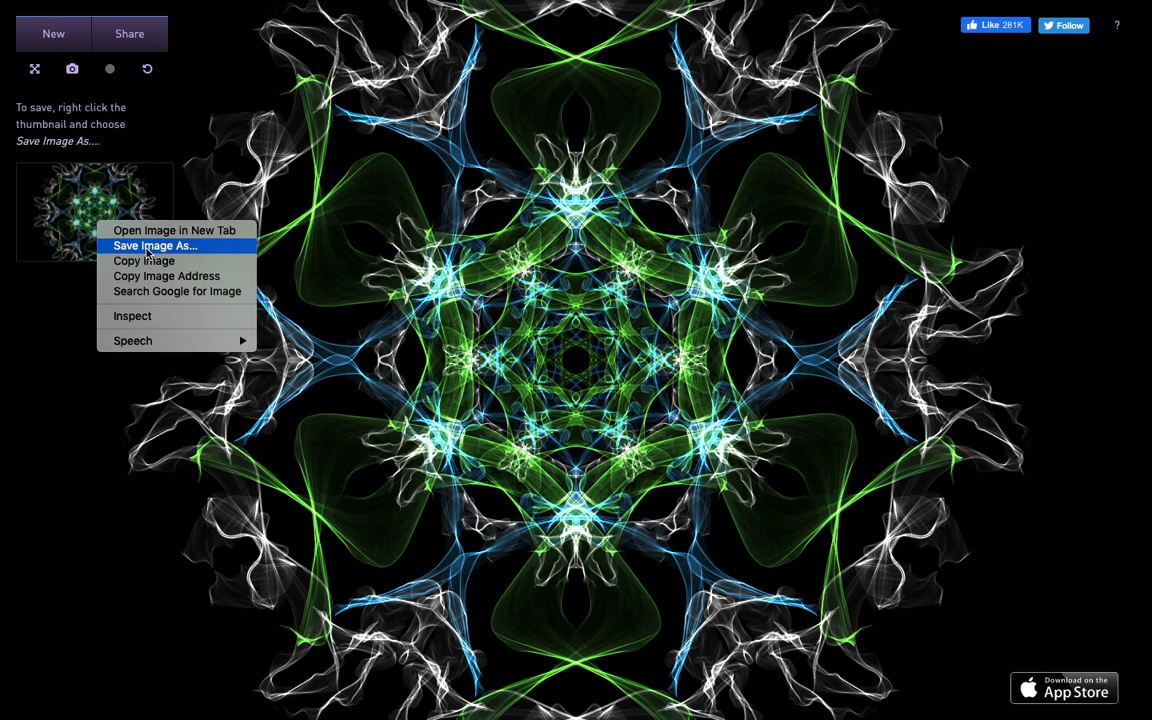 New
Share
Like 281K
Follow
?
To save, right click the
thumbnail and choose
Save Image As....
Open Image in New Tab
Save Image As...
Copy Image
Copy Image Address
Search Google for Image
Inspect
Speech
Download on the
App Store